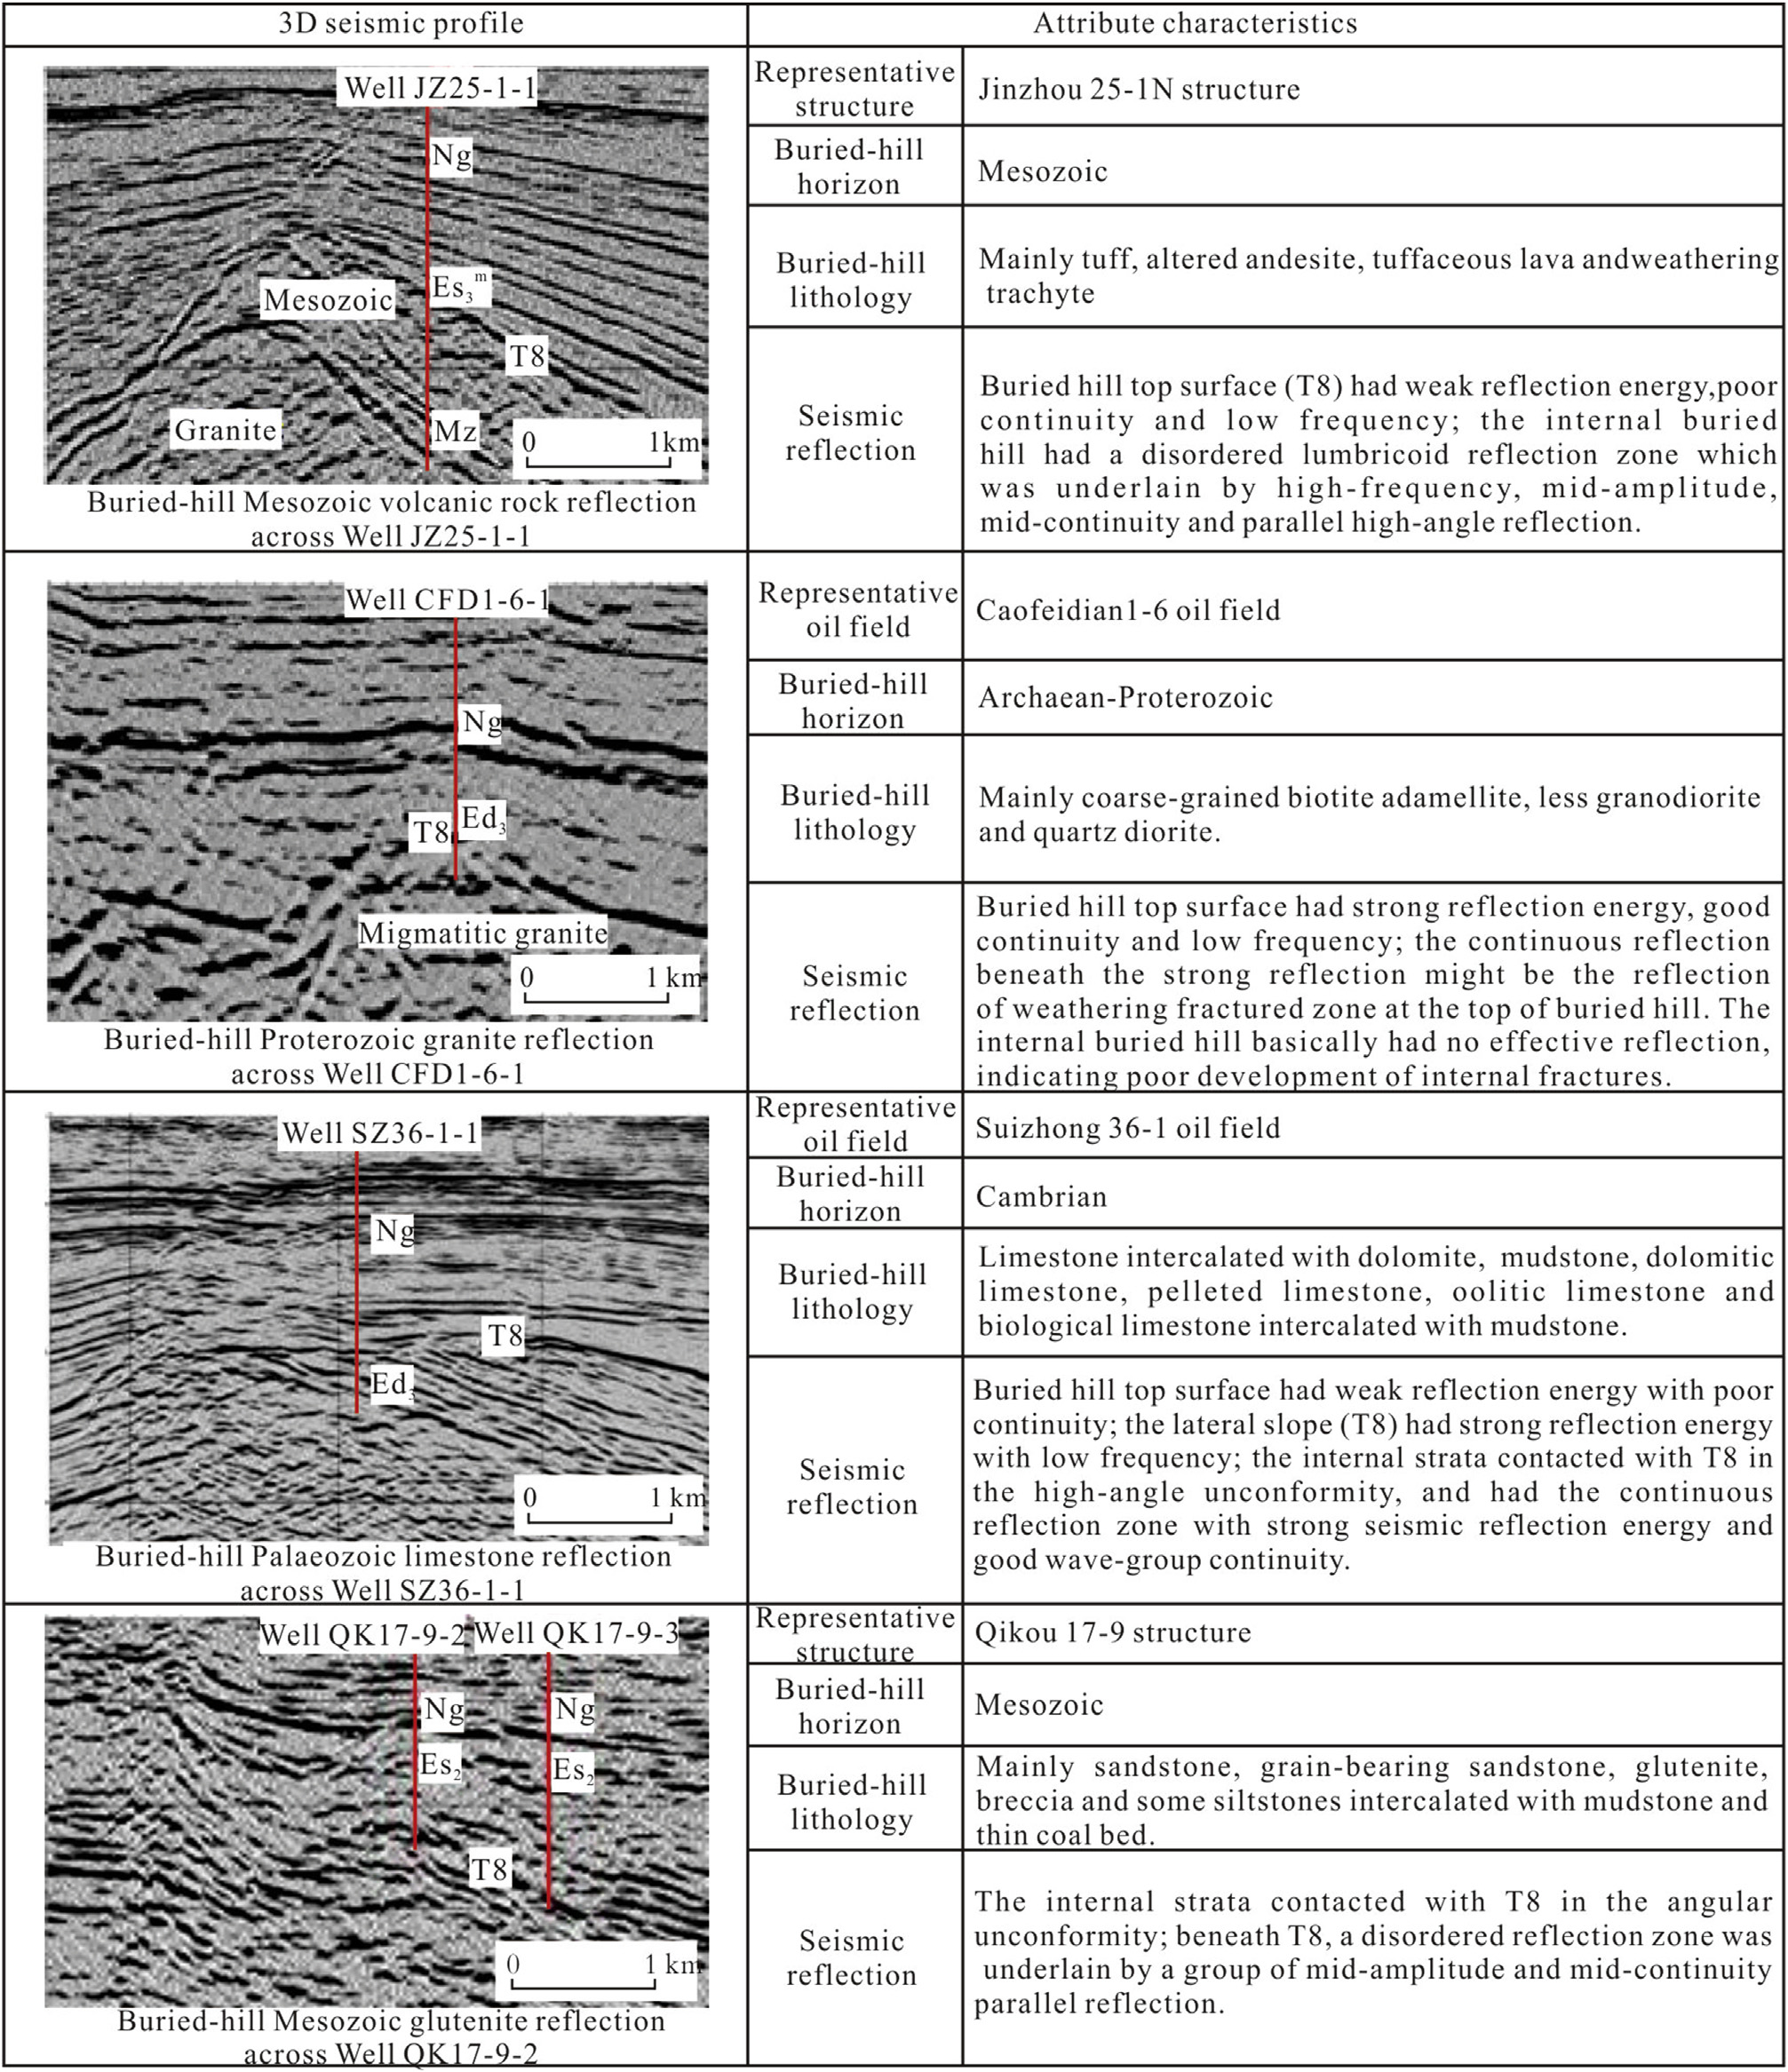 3D seismic profile
Attribute characteristics
Well JZ25-1-1
Ng
Es₃ᵐ
Mesozoic
T8
Granite
Mz
0 1km
Buried-hill Mesozoic volcanic rock reflection
across Well JZ25-1-1
Representative
structure
Jinzhou 25-1N structure
Buried-hill
horizon
Mesozoic
Buried-hill
lithology
Mainly tuff, altered andesite, tuffaceous lava andweathering
trachyte
Seismic
reflection
Buried hill top surface (T8) had weak reflection energy,poor
continuity and low frequency; the internal buried
hill had a disordered lumbricoid reflection zone which
was underlain by high-frequency, mid-amplitude,
mid-continuity and parallel high-angle reflection.
Well CFD1-6-1
Ng
Ed₃
T8
Migmatitic granite
0 1 km
Buried-hill Proterozoic granite reflection
across Well CFD1-6-1
Representative
oil field
Caofeidian1-6 oil field
Buried-hill
horizon
Archaean-Proterozoic
Buried-hill
lithology
Mainly coarse-grained biotite adamellite, less granodiorite
and quartz diorite.
Seismic
reflection
Buried hill top surface had strong reflection energy, good
continuity and low frequency; the continuous reflection
beneath the strong reflection might be the reflection
of weathering fractured zone at the top of buried hill. The
internal buried hill basically had no effective reflection,
indicating poor development of internal fractures.
Well SZ36-1-1
Ng
T8
Ed₃
0 1 km
Buried-hill Palaeozoic limestone reflection
across Well SZ36-1-1
Representative
oil field
Suizhong 36-1 oil field
Buried-hill
horizon
Cambrian
Buried-hill
lithology
Limestone intercalated with dolomite, mudstone, dolomitic
limestone, pelleted limestone, oolitic limestone and
biological limestone intercalated with mudstone.
Seismic
reflection
Buried hill top surface had weak reflection energy with poor
continuity; the lateral slope (T8) had strong reflection energy
with low frequency; the internal strata contacted with T8 in
the high-angle unconformity, and had the continuous
reflection zone with strong seismic reflection energy and
good wave-group continuity.
Well QK17-9-2 Well QK17-9-3
Ng Ng
Es₂ Es₂
T8
0 1 km
Buried-hill Mesozoic glutenite reflection
across Well QK17-9-2
Representative
structure
Qikou 17-9 structure
Buried-hill
horizon
Mesozoic
Buried-hill
lithology
Mainly sandstone, grain-bearing sandstone, glutenite,
breccia and some siltstones intercalated with mudstone and
thin coal bed.
Seismic
reflection
The internal strata contacted with T8 in the angular
unconformity; beneath T8, a disordered reflection zone was
underlain by a group of mid-amplitude and mid-continuity
parallel reflection.